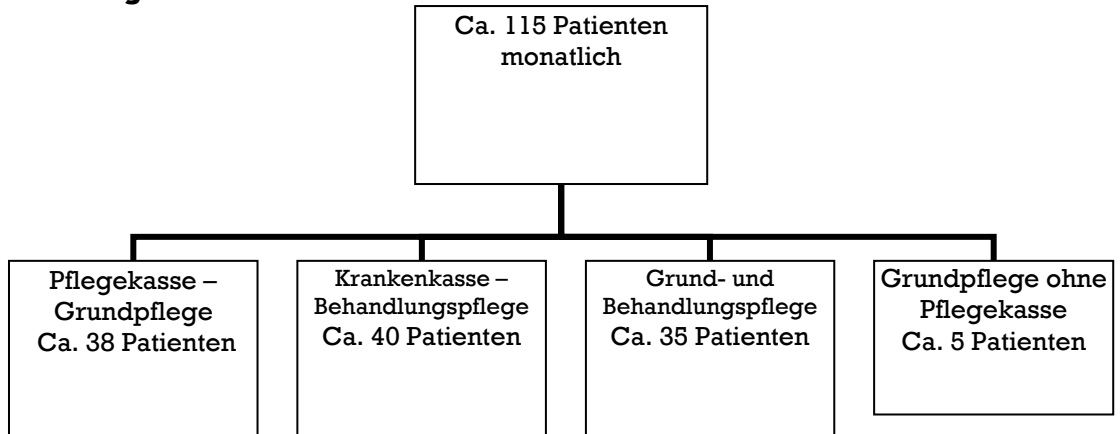 Ca. 115 Patienten
monatlich
Pflegekasse –
Grundpflege
Ca. 38 Patienten
Krankenkasse –
Behandlungspflege
Ca. 40 Patienten
Grund- und
Behandlungspflege
Ca. 35 Patienten
Grundpflege ohne
Pflegekasse
Ca. 5 Patienten